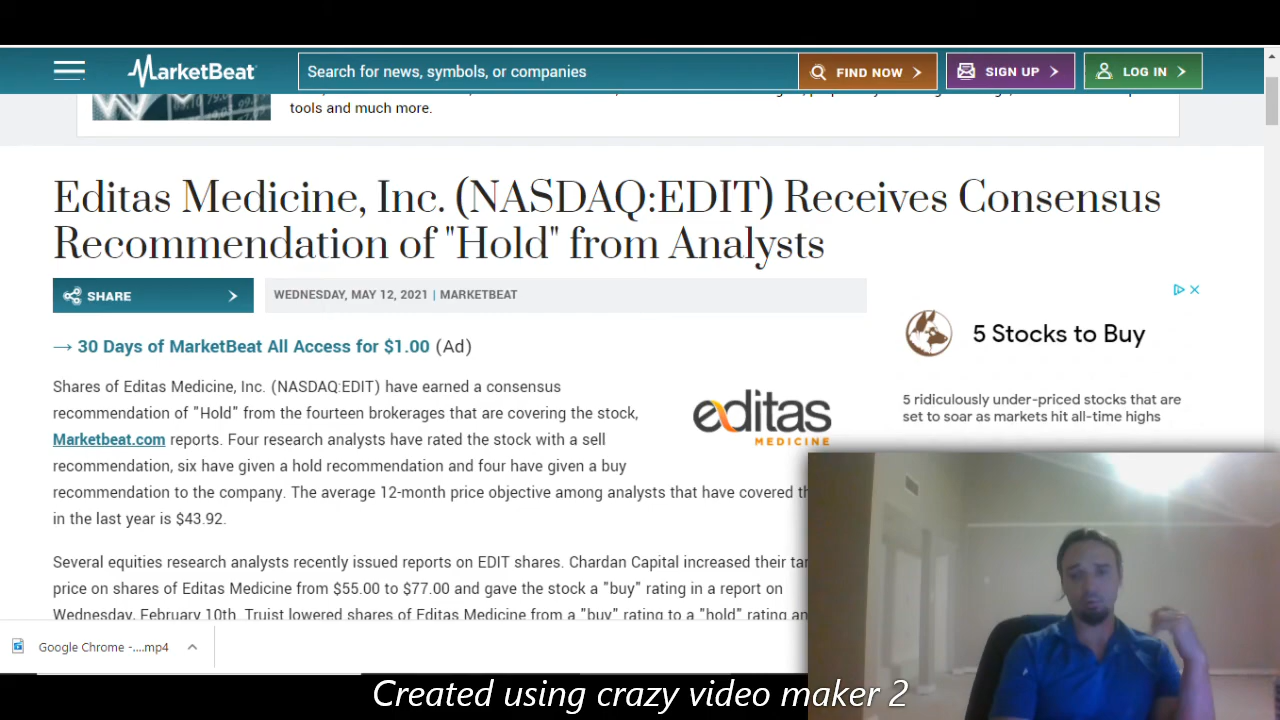 MarketBeat
Search for news, symbols, or companies
FIND NOW
SIGN UP
LOG IN
tools and much more.
Editas Medicine, Inc. (NASDAQ:EDIT) Receives Consensus
Recommendation of "Hold" from Analysts
SHARE
WEDNESDAY, MAY 12, 2021 | MARKETBEAT
→ 30 Days of MarketBeat All Access for $1.00 (Ad)
Shares of Editas Medicine, Inc. (NASDAQ:EDIT) have earned a consensus
recommendation of "Hold" from the fourteen brokerages that are covering the stock,
Marketbeat.com reports. Four research analysts have rated the stock with a sell
recommendation, six have given a hold recommendation and four have given a buy
recommendation to the company. The average 12-month price objective among analysts that have covered
in the last year is $43.92.
Several equities research analysts recently issued reports on EDIT shares. Chardan Capital increased their
price on shares of Editas Medicine from $55.00 to $77.00 and gave the stock a "buy" rating in a report on
Wednesday, February 10th. Truist lowered shares of Editas Medicine from a "buy" rating to a "hold" rating
editas
MEDICINE
5 Stocks to Buy
5 ridiculously under-priced stocks that are
set to soar as markets hit all-time highs
Google Chrome -....mp4
Created using crazy video maker 2